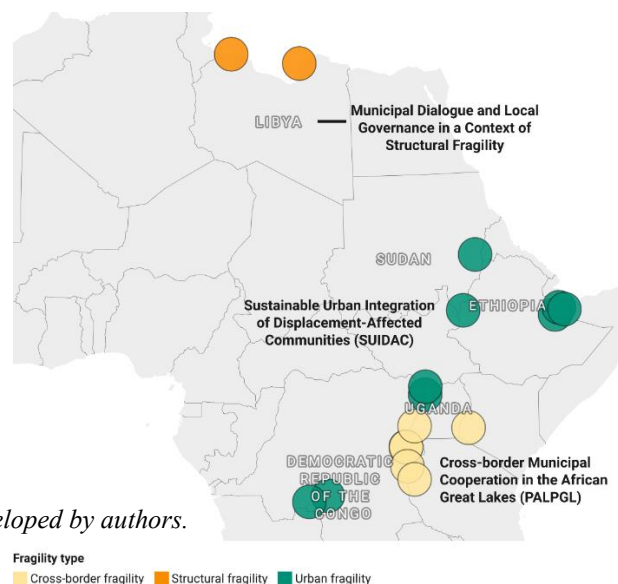 LIBYA
Municipal Dialogue and Local
Governance in a Context of
Structural Fragility
SUDAN
ETHIOPIA
Sustainable Urban Integration
of Displacement-Affected
Communities (SUIDAC)
UGANDA
DEMOCRATIC
REPUBLIC
OF THE
CONGO
Cross-border Municipal
Cooperation in the African
Great Lakes (PALPGL)
eloped by authors.
Fragility type
Cross-border fragility Structural fragility Urban fragility